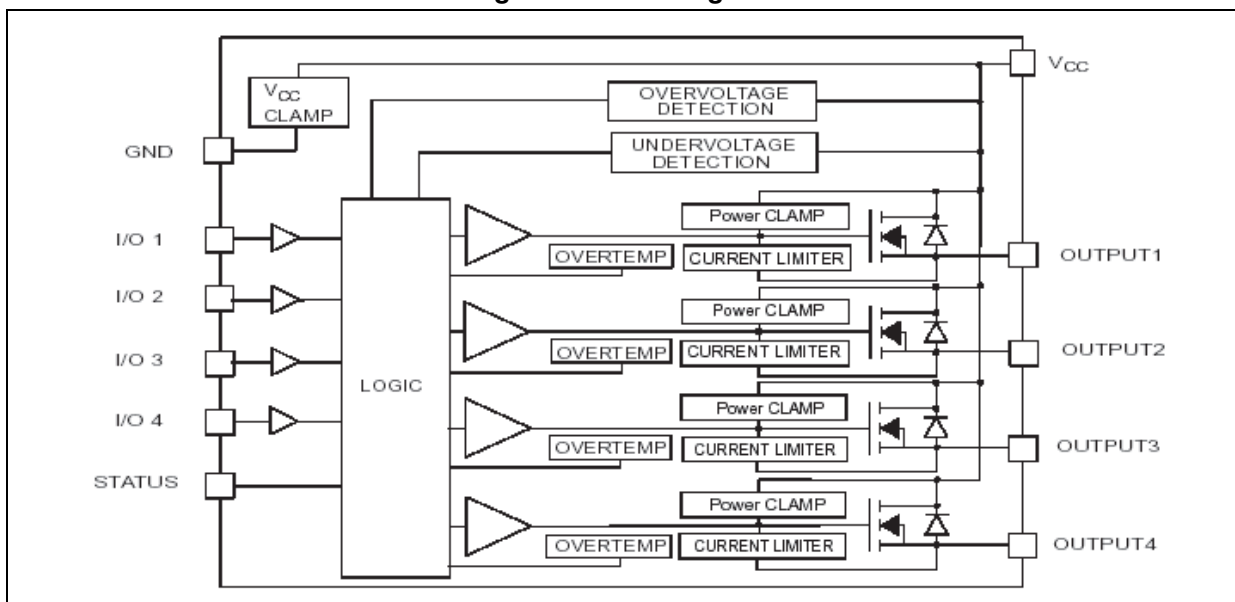 VCC
VCC
CLAMP
OVERVOLTAGE
DETECTION
GND
UNDERVOLTAGE
DETECTION
I/O 1
Power CLAMP
OVERTEMP
CURRENT LIMITER
OUTPUT1
I/O 2
Power CLAMP
OVERTEMP
CURRENT LIMITER
OUTPUT2
I/O 3
LOGIC
Power CLAMP
I/O 4
OVERTEMP
CURRENT LIMITER
OUTPUT3
STATUS
Power CLAMP
OVERTEMP
CURRENT LIMITER
OUTPUT4